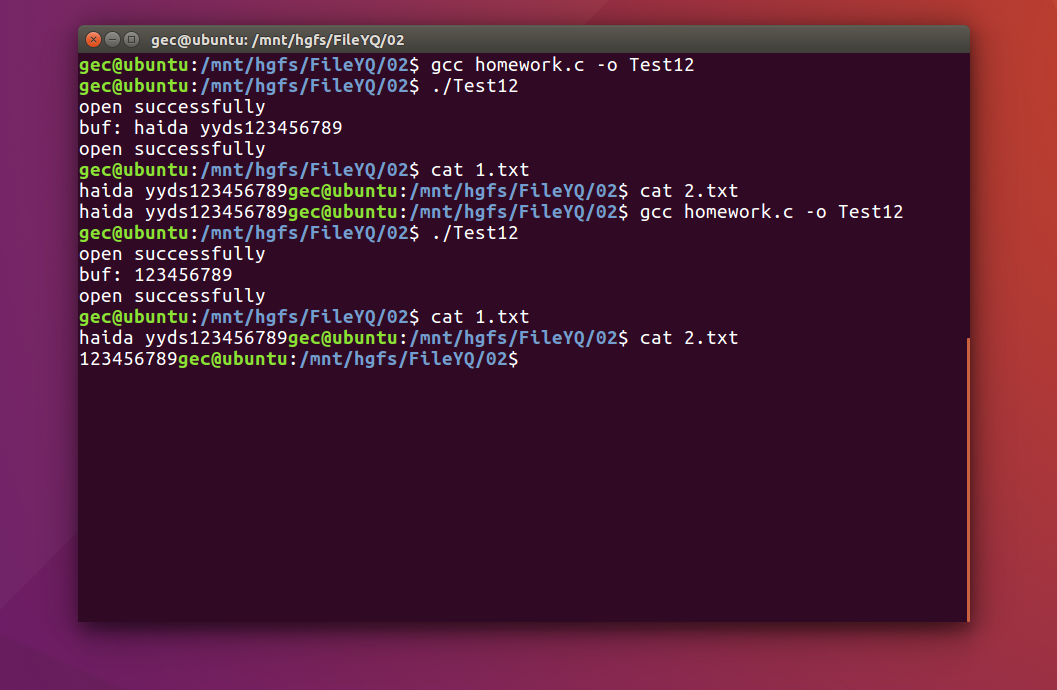 gec@ubuntu: /mnt/hgfs/FileYQ/02
gec@ubuntu:/mnt/hgfs/FileYQ/02$ gcc homework.c -o Test12
gec@ubuntu:/mnt/hgfs/FileYQ/02$ ./Test12
open successfully
buf: haida yyds123456789
open successfully
gec@ubuntu:/mnt/hgfs/FileYQ/02$ cat 1.txt
haida yyds123456789gec@ubuntu:/mnt/hgfs/FileYQ/02$ cat 2.txt
haida yyds123456789gec@ubuntu:/mnt/hgfs/FileYQ/02$ gcc homework.c -o Test12
gec@ubuntu:/mnt/hgfs/FileYQ/02$ ./Test12
open successfully
buf: 123456789
open successfully
gec@ubuntu:/mnt/hgfs/FileYQ/02$ cat 1.txt
haida yyds123456789gec@ubuntu:/mnt/hgfs/FileYQ/02$ cat 2.txt
123456789gec@ubuntu:/mnt/hgfs/FileYQ/02$